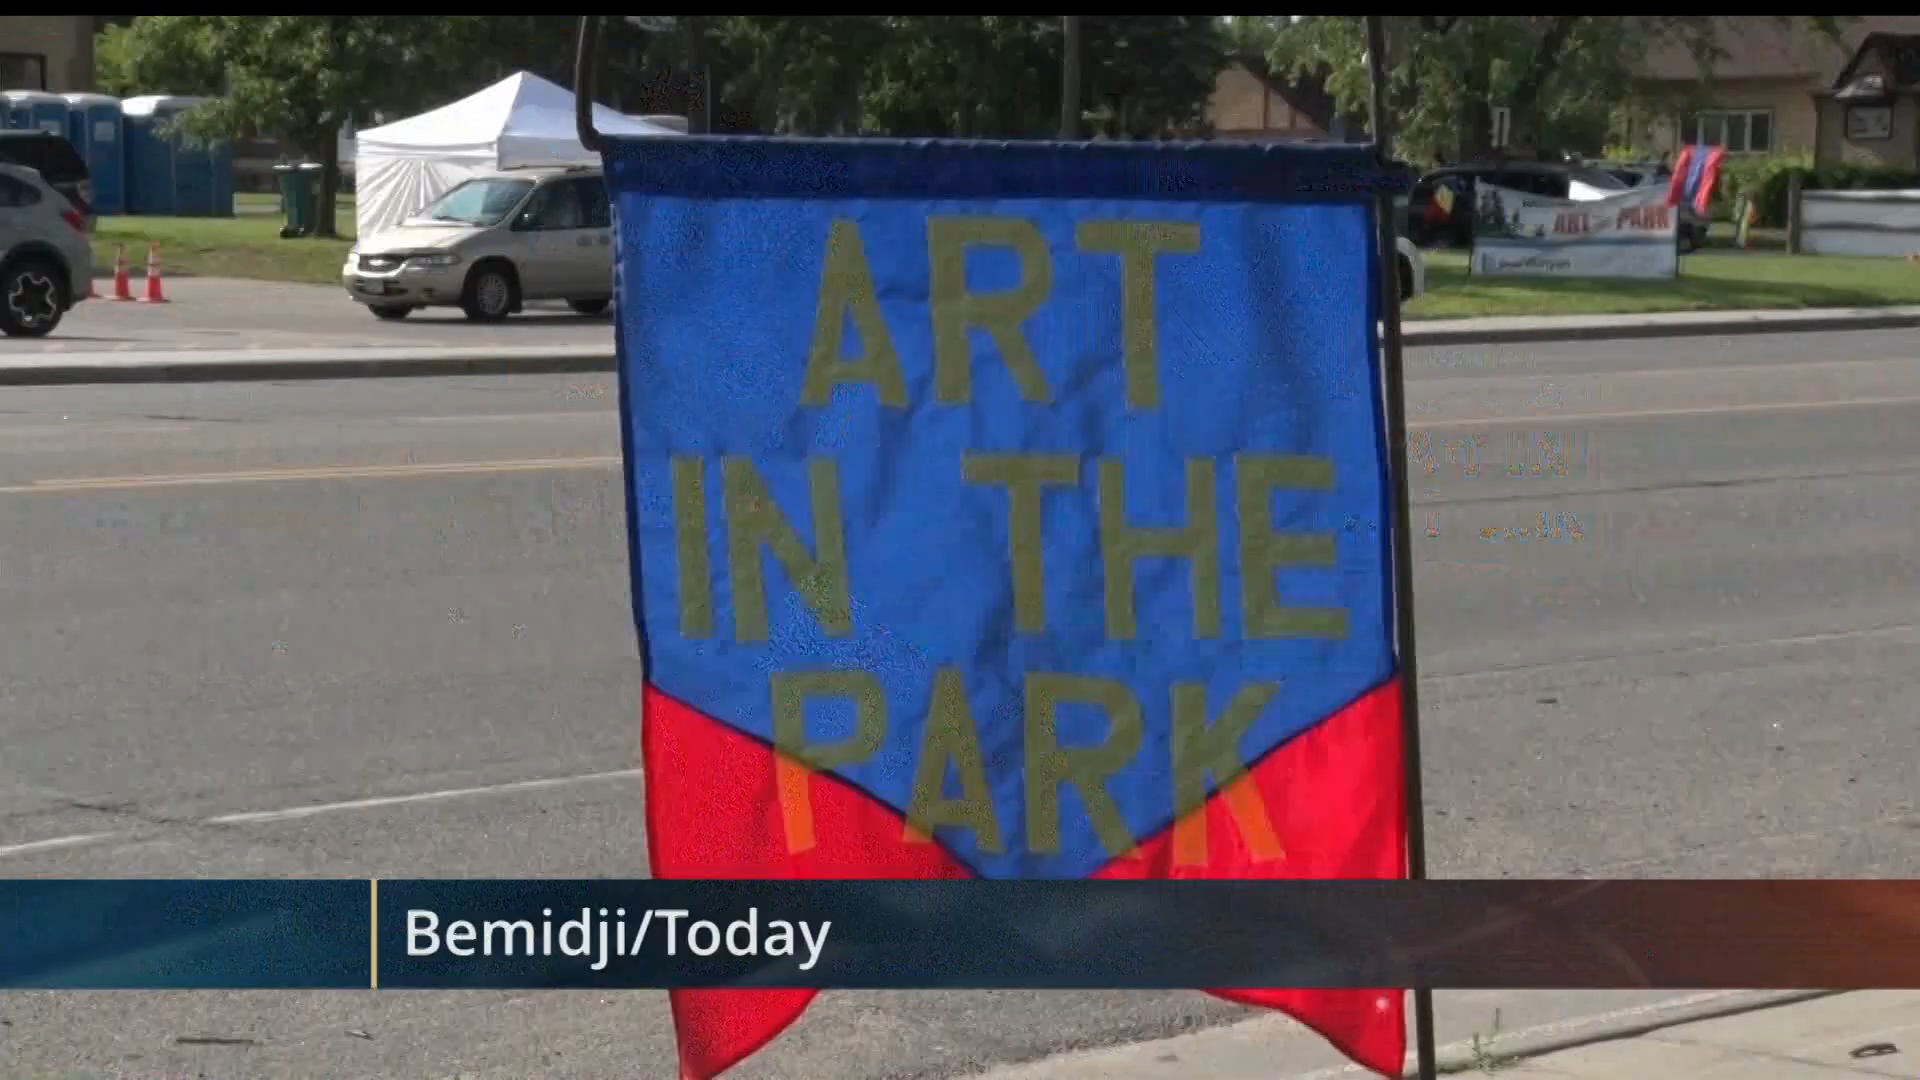 ART
IN THE
PARK
ART PARK
Bemidji/Today